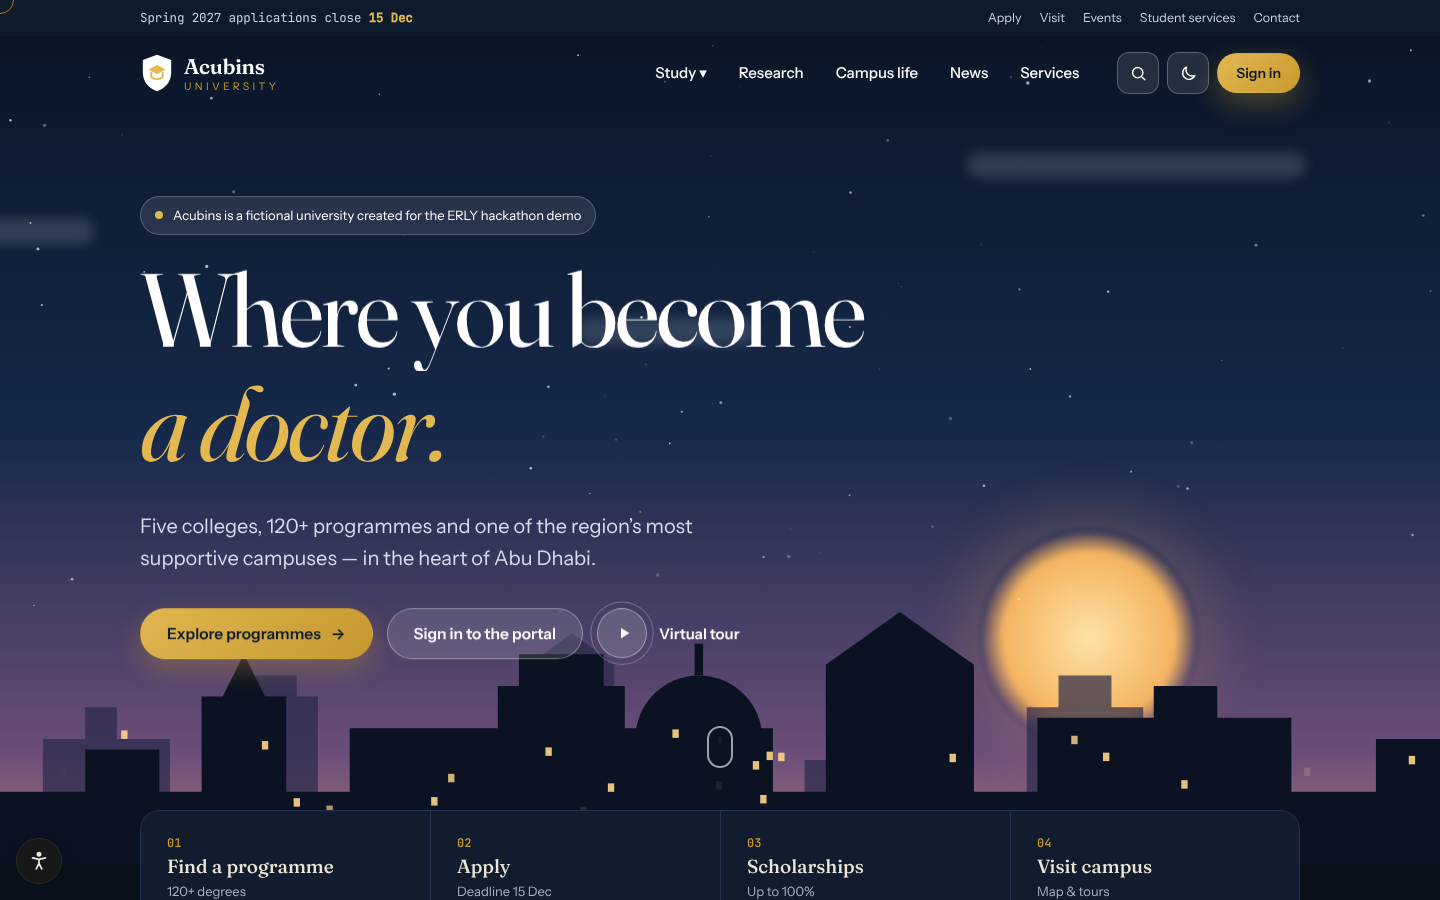 Spring 2027 applications close 15 Dec
Apply Visit Events Student services Contact
Acubins
UNIVERSITY
Study ▾ Research Campus life News Services
Sign in
Acubins is a fictional university created for the ERLY hackathon demo
Where you become
a doctor.
Five colleges, 120+ programmes and one of the region’s most
supportive campuses — in the heart of Abu Dhabi.
Explore programmes →
Sign in to the portal
Virtual tour
01
Find a programme
120+ degrees
02
Apply
Deadline 15 Dec
03
Scholarships
Up to 100%
04
Visit campus
Map & tours